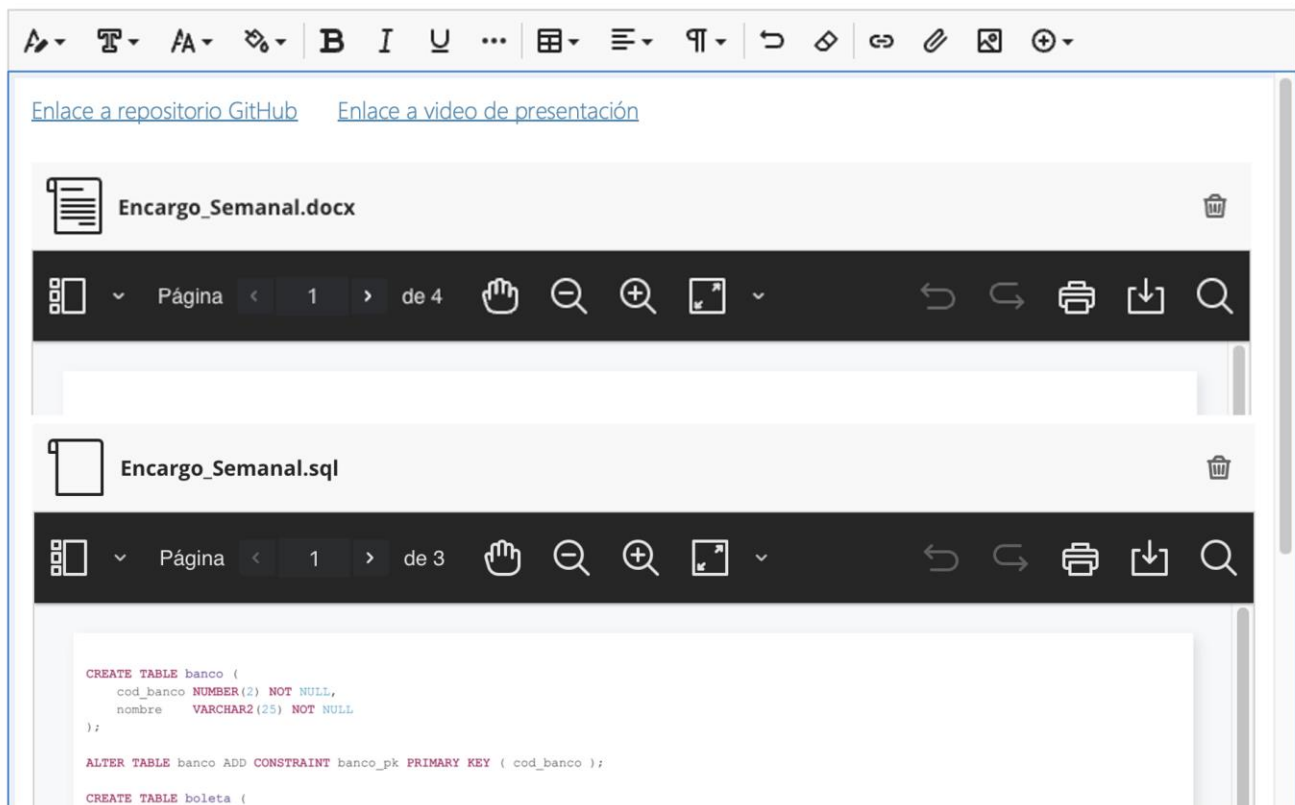 B I U
Enlace a repositorio GitHub Enlace a video de presentación
Encargo_Semanal.docx
Página 1 de 4
Encargo_Semanal.sql
Página 1 de 3
CREATE TABLE banco (
cod_banco NUMBER(2) NOT NULL,
nombre VARCHAR2(25) NOT NULL
);
ALTER TABLE banco ADD CONSTRAINT banco_pk PRIMARY KEY ( cod_banco );
CREATE TABLE boleta (